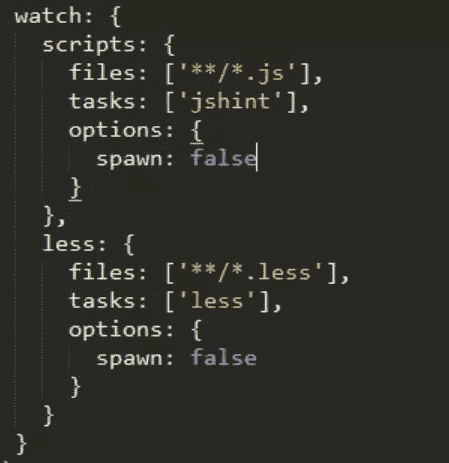 watch: {
  scripts: {
    files: ['**/*.js'],
    tasks: ['jshint'],
    options: {
      spawn: false
    }
  },
  less: {
    files: ['**/*.less'],
    tasks: ['less'],
    options: {
      spawn: false
    }
  }
}